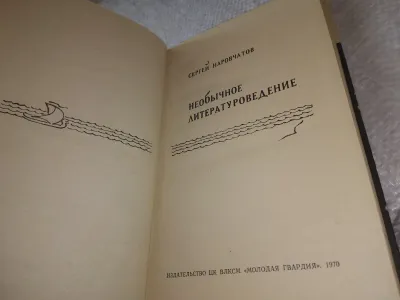 СЕРГЕЙ НАРОВЧАТОВ
НЕОБЫЧНОЕ
ЛИТЕРАТУРОВЕДЕНИЕ
ИЗДАТЕЛЬСТВО ЦК ВЛКСМ «МОЛОДАЯ ГВАРДИЯ», 1970